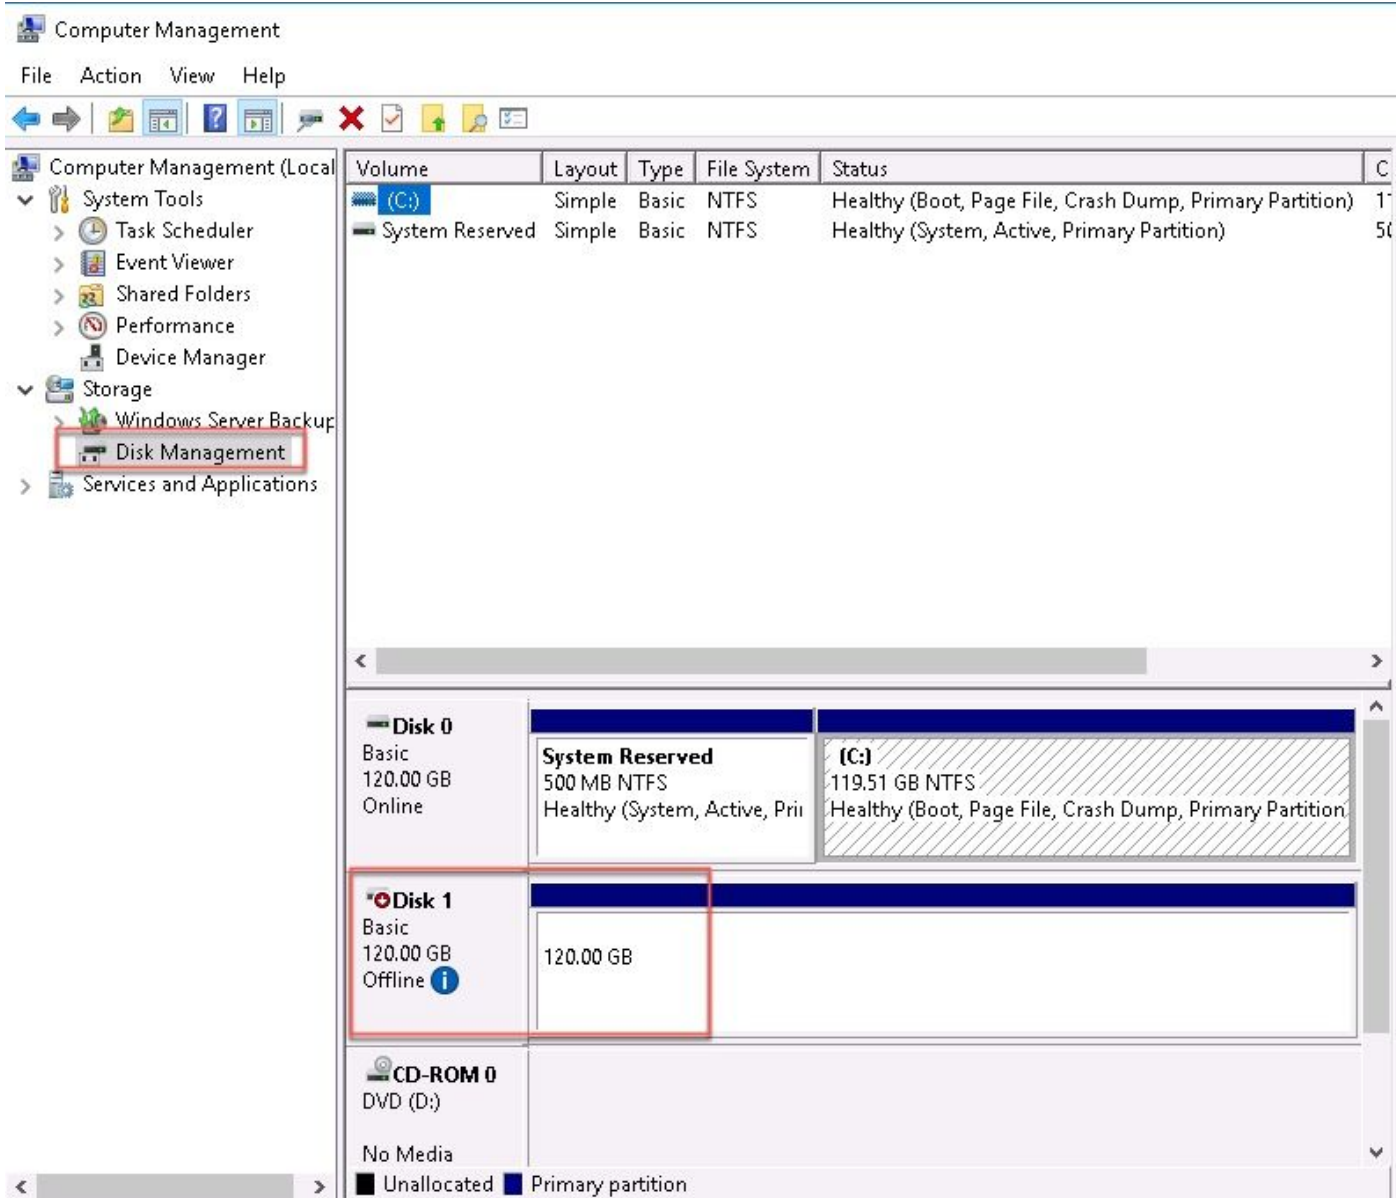 Computer Management
File Action View Help
Computer Management (Local
System Tools
Task Scheduler
Event Viewer
Shared Folders
Performance
Device Manager
Storage
Windows Server Backup
Disk Management
Services and Applications
Volume Layout Type File System Status C
(C:) Simple Basic NTFS Healthy (Boot, Page File, Crash Dump, Primary Partition) 1
System Reserved Simple Basic NTFS Healthy (System, Active, Primary Partition) 50
Disk 0
Basic
120.00 GB
Online
System Reserved
500 MB NTFS
Healthy (System, Active, Pri
(C:)
119.51 GB NTFS
Healthy (Boot, Page File, Crash Dump, Primary Partition
Disk 1
Basic
120.00 GB
Offline i
120.00 GB
CD-ROM 0
DVD (D:)
No Media
Unallocated Primary partition